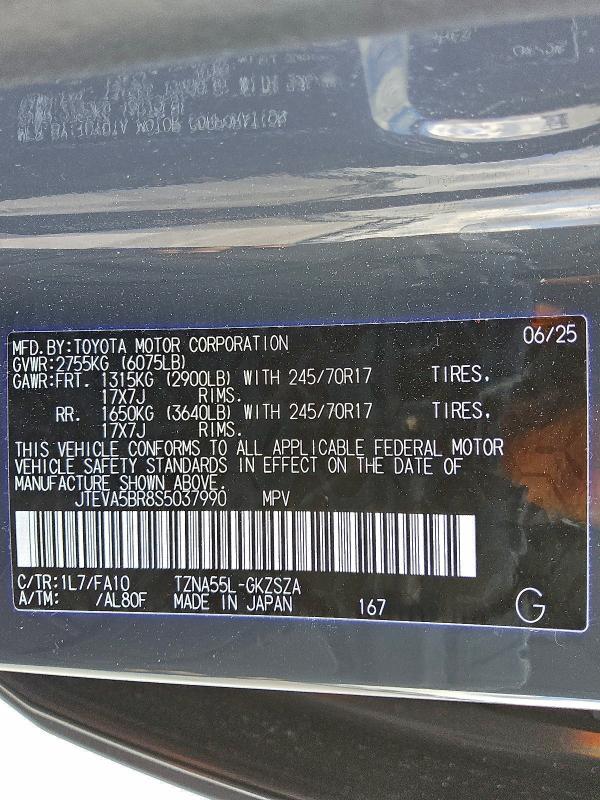 MFD.BY:TOYOTA MOTOR CORPORATION 06/25
GVWR:2755KG (6075LB)
GAWR:FRT. 1315KG (2900LB) WITH 245/70R17 TIRES,
17X7J RIMS.
RR. 1650KG (3640LB) WITH 245/70R17 TIRES,
17X7J RIMS.
THIS VEHICLE CONFORMS TO ALL APPLICABLE FEDERAL MOTOR
VEHICLE SAFETY STANDARDS IN EFFECT ON THE DATE OF
MANUFACTURE SHOWN ABOVE.
JTEVA5BR8S5037990 MPV
C/TR:1L7/FA10 TZNA55L-GKZSZA
A/TM: /AL80F MADE IN JAPAN 167 G